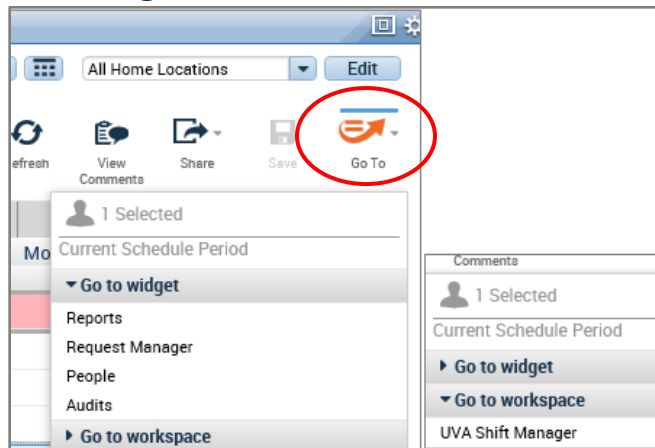 All Home Locations Edit
efresh View Comments Share Save Go To
1 Selected
Mo Current Schedule Period
Go to widget
Reports
Request Manager
People
Audits
Go to workspace
Comments
1 Selected
Current Schedule Period
Go to widget
Go to workspace
UVA Shift Manager